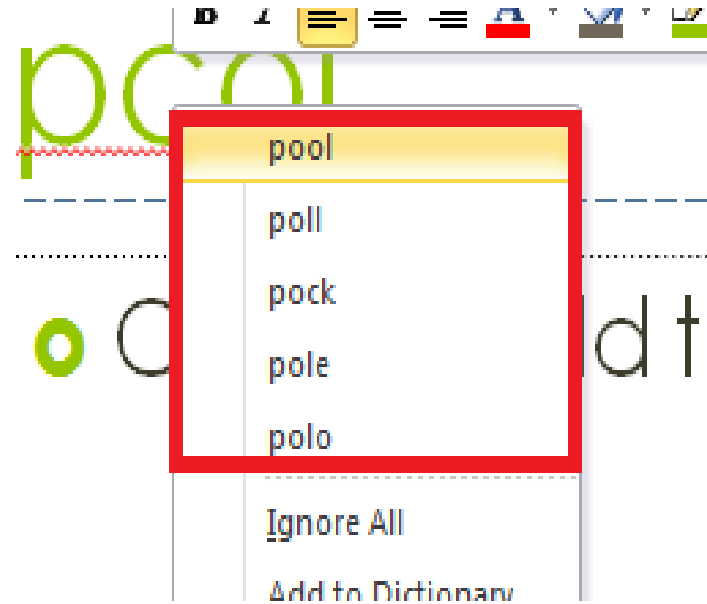 B I A
pcol
pool
poll
pock
pole
polo
Ignore All
Add to Dictionary